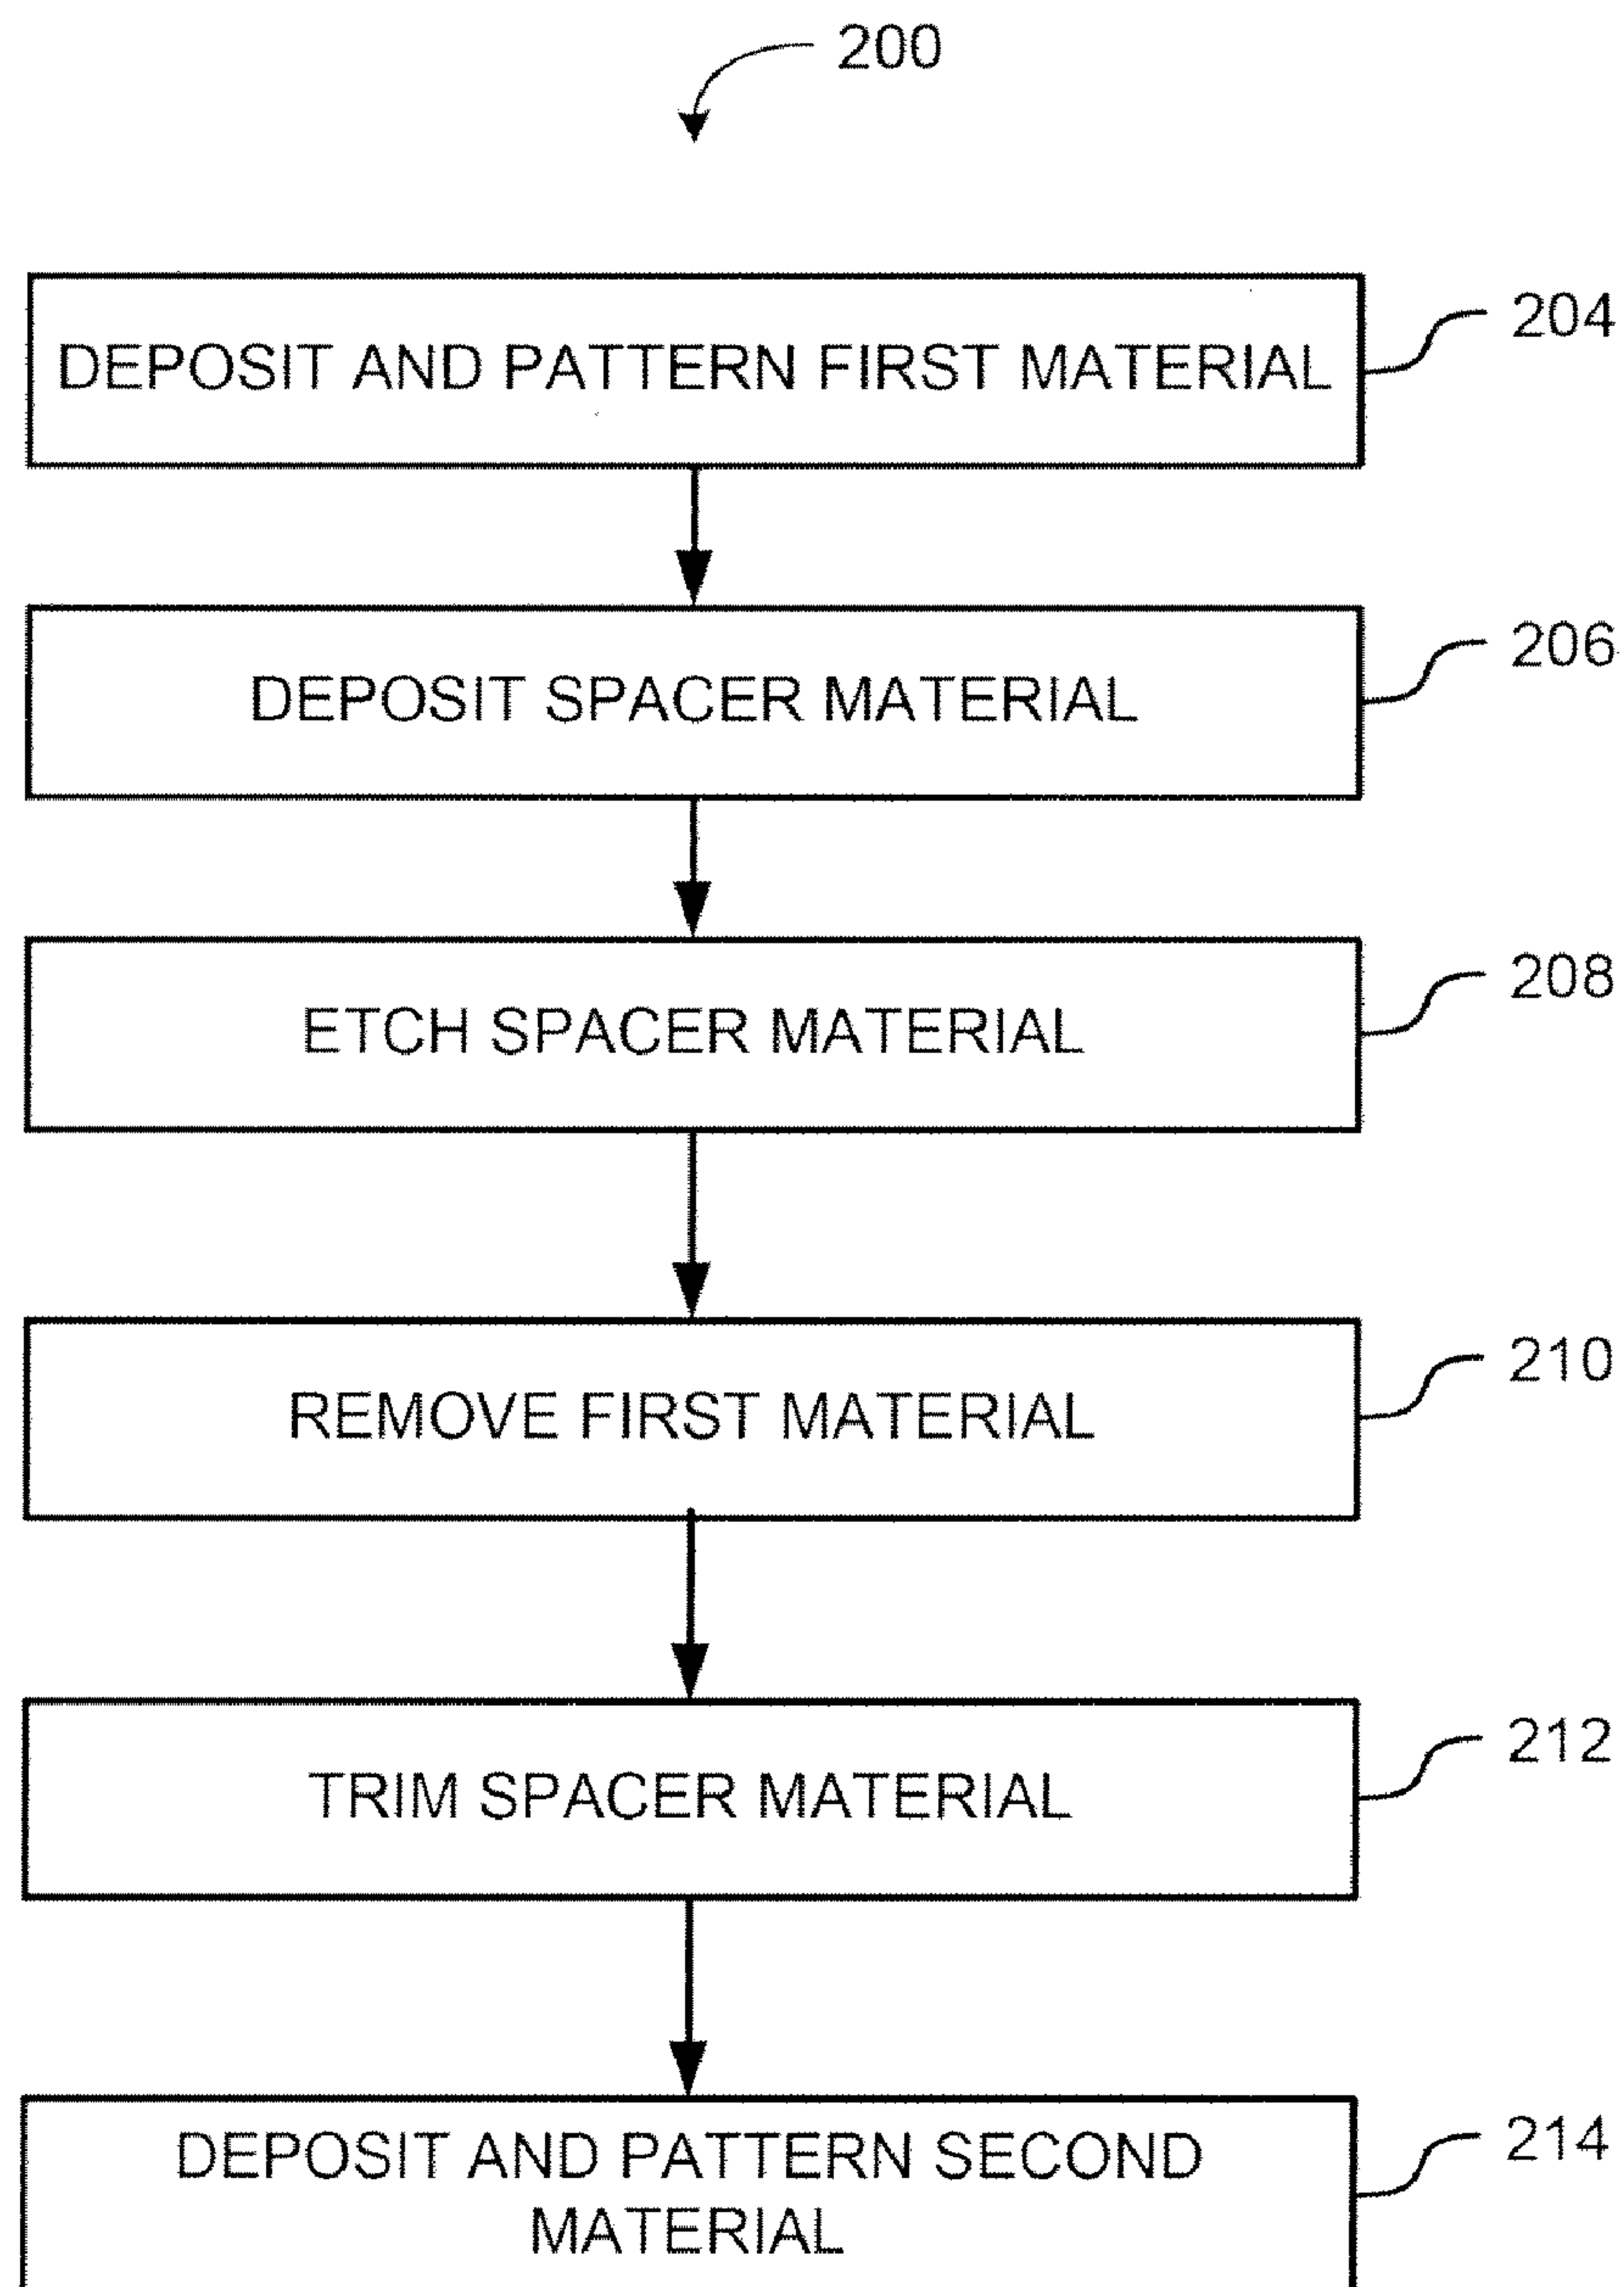 200
DEPOSIT AND PATTERN FIRST MATERIAL
204
DEPOSIT SPACER MATERIAL
206
ETCH SPACER MATERIAL
208
REMOVE FIRST MATERIAL
210
TRIM SPACER MATERIAL
212
DEPOSIT AND PATTERN SECOND
MATERIAL
214